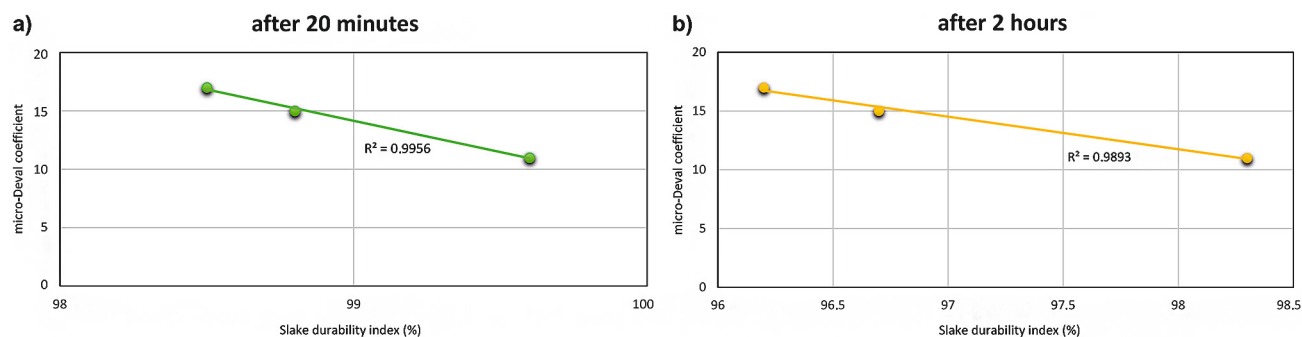 a)
after 20 minutes
20
15
10
5
0
98
99
100
micro-Deval coefficient
Slake durability index (%)
R² = 0.9956
b)
after 2 hours
20
15
10
5
0
96
96.5
97
97.5
98
98.5
micro-Deval coefficient
Slake durability index (%)
R² = 0.9893